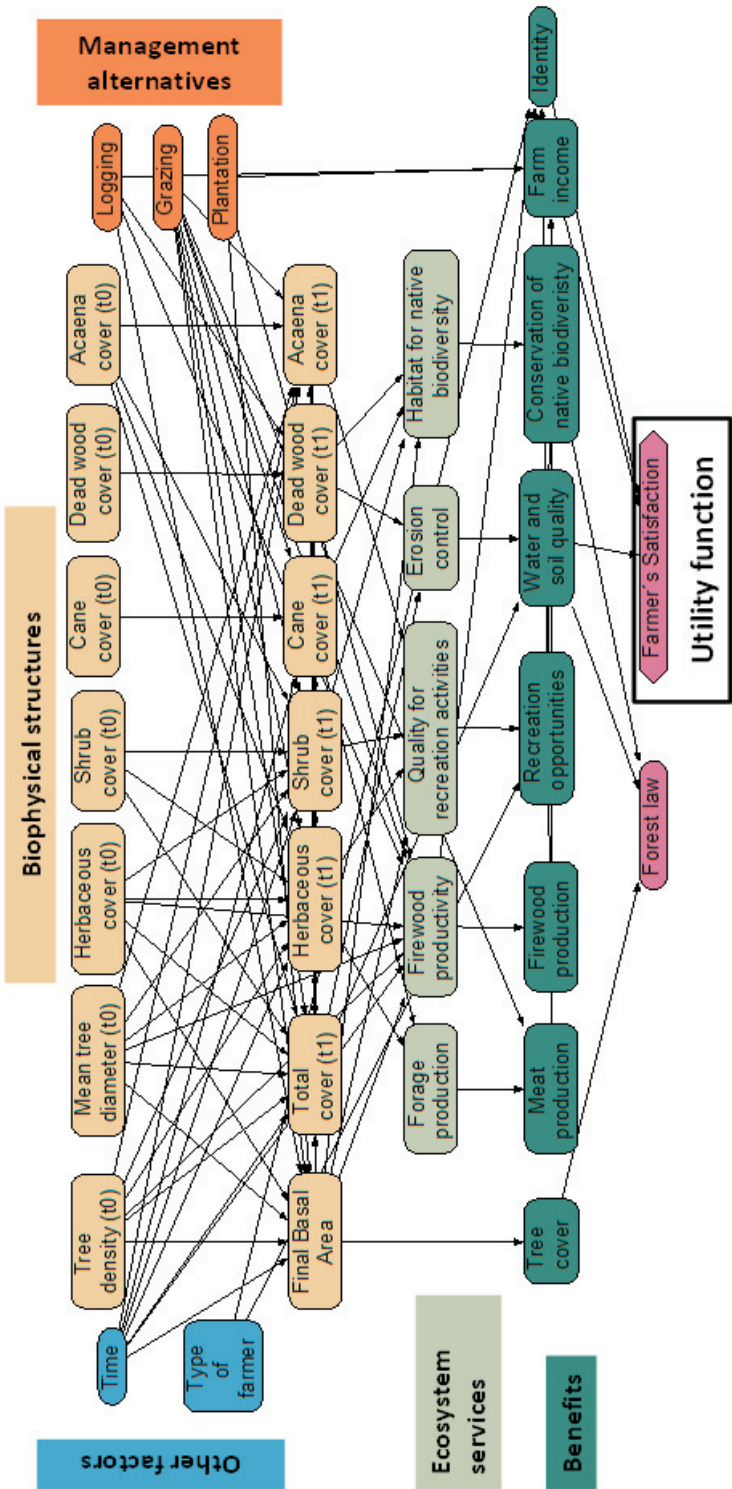 Biophysical structures
Management
alternatives
Other factors
Time
Type
of
farmer
Tree
density (t0)
Mean tree
diameter (t0)
Herbaceous
cover (t0)
Shrub
cover (t0)
Cane
cover (t0)
Dead wood
cover (t0)
Acaena
cover (t0)
Logging
Grazing
Plantation
Final Basal
Area
Total
cover (t1)
Herbaceous
cover (t1)
Shrub
cover (t1)
Cane
cover (t1)
Dead wood
cover (t1)
Acaena
cover (t1)
Ecosystem
services
Forage
production
Firewood
productivity
Quality for
recreation activities
Erosion
control
Habitat for native
biodiversity
Benefits
Tree
cover
Meat
production
Firewood
production
Recreation
opportunities
Water and
soil quality
Conservation of
native biodiveristy
Farm
income
Identity
Forest law
Farmer´s Satisfaction
Utility function